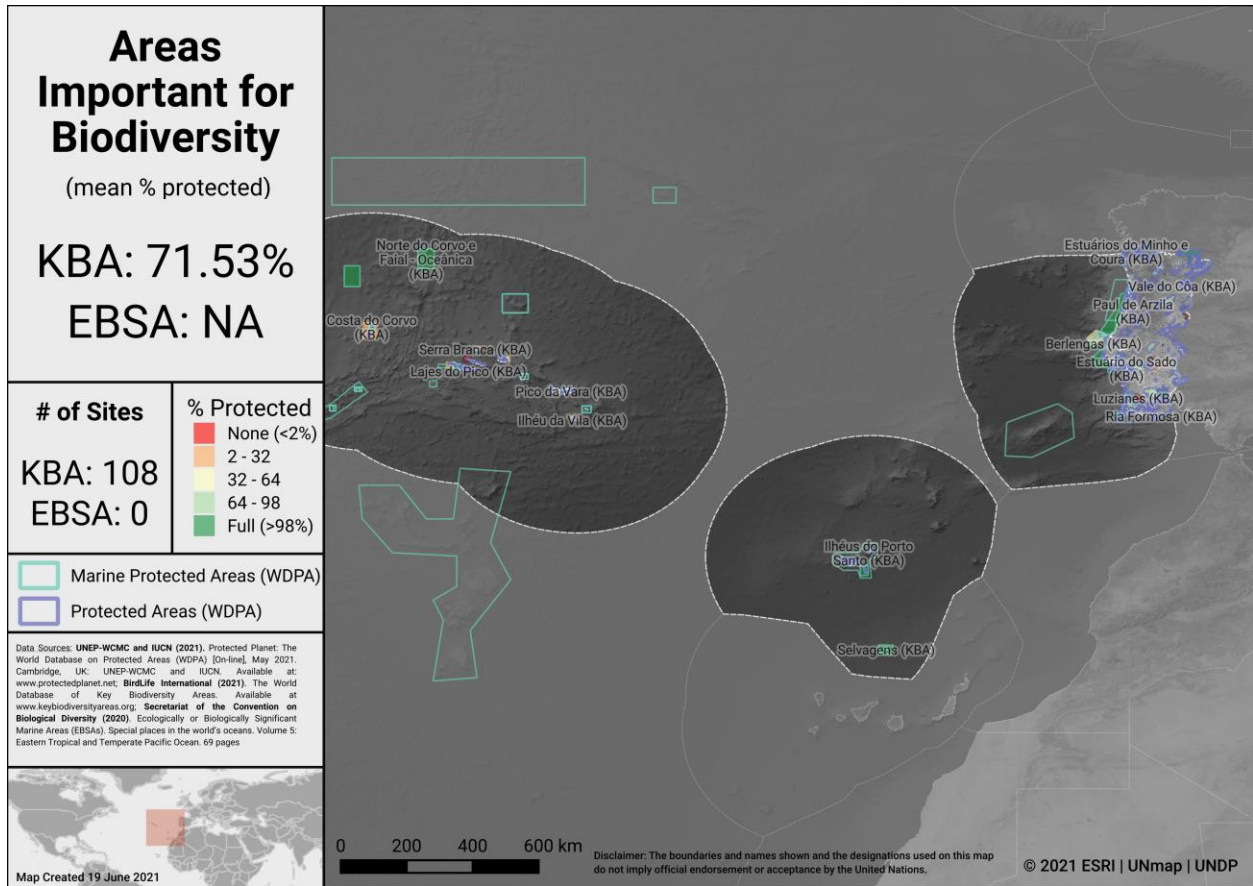 Areas
Important for
Biodiversity
(mean % protected)
KBA: 71.53%
EBSA: NA
# of Sites
KBA: 108
EBSA: 0
% Protected
None (<2%)
2 - 32
32 - 64
64 - 98
Full (>98%)
Marine Protected Areas (WDPA)
Protected Areas (WDPA)
Data Sources: UNEP-WCMC and IUCN (2021). Protected Planet: The
World Database on Protected Areas (WDPA) [On-line], May 2021.
Cambridge, UK: UNEP-WCMC and IUCN. Available at:
www.protectedplanet.net; BirdLife International (2021). The World
Database of Key Biodiversity Areas. Available at
www.keybiodiversityareas.org; Secretariat of the Convention on
Biological Diversity (2020). Ecologically or Biologically Significant
Marine Areas (EBSAs). Special places in the world's oceans. Volume 5:
Eastern Tropical and Temperate Pacific Ocean. 69 pages
Map Created 19 June 2021
Norte do Corvo e
Faial - Oceânica
(KBA)
Costa do Corvo
(KBA)
Serra Branca (KBA)
Lajes do Pico (KBA)
Pico da Vara (KBA)
Ilhéu da Vila (KBA)
Estuários do Minho e
Coura (KBA)
Vale do Côa (KBA)
Paul de Arzila
(KBA)
Berlengas (KBA)
Estuário do Sado
(KBA)
Luzianes (KBA)
Ria Formosa (KBA)
Ilhéus do Porto
Santo (KBA)
Selvagens (KBA)
0 200 400 600 km
Disclaimer: The boundaries and names shown and the designations used on this map
do not imply official endorsement or acceptance by the United Nations.
© 2021 ESRI | UNmap | UNDP